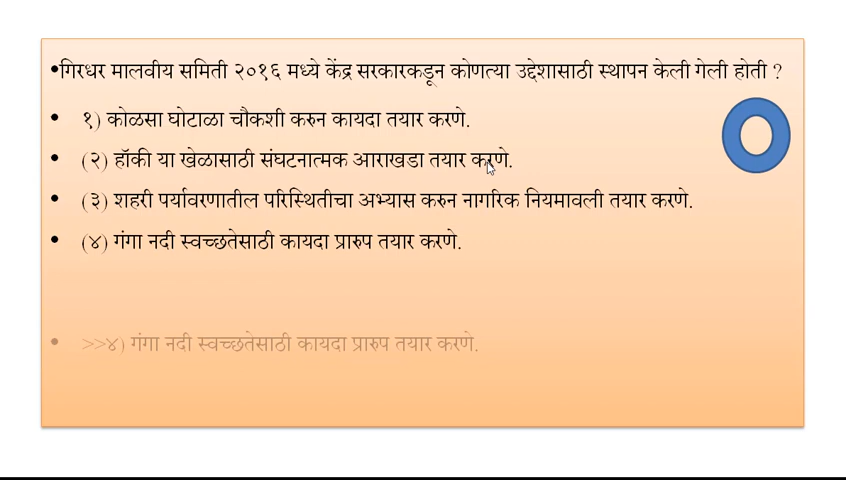 •गिरधर मालवीय समिती २०१६ मध्ये केंद्र सरकारकडून कोणत्या उद्देशासाठी स्थापन केली गेली होती ?
• १) कोळसा घोटाळा चौकशी करुन कायदा तयार करणे.
• (२) हॉकी या खेळासाठी संघटनात्मक आराखडा तयार करणे.
• (३) शहरी पर्यावरणातील परिस्थितीचा अभ्यास करुन नागरिक नियमावली तयार करणे.
• (४) गंगा नदी स्वच्छतेसाठी कायदा प्रारुप तयार करणे.
• >>४) गंगा नदी स्वच्छतेसाठी कायदा प्रारुप तयार करणे.